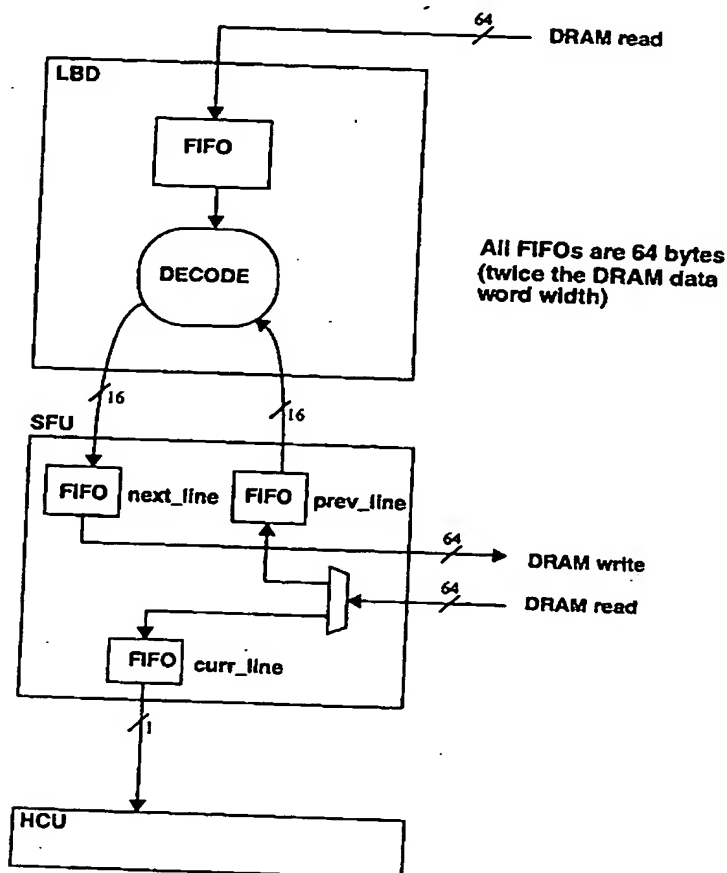 64
DRAM read
LBD
FIFO
DECODE
All FIFOs are 64 bytes
(twice the DRAM data
word width)
16
16
SFU
FIFO
next_line
FIFO
prev_line
64
DRAM write
64
DRAM read
FIFO
curr_line
1
HCU